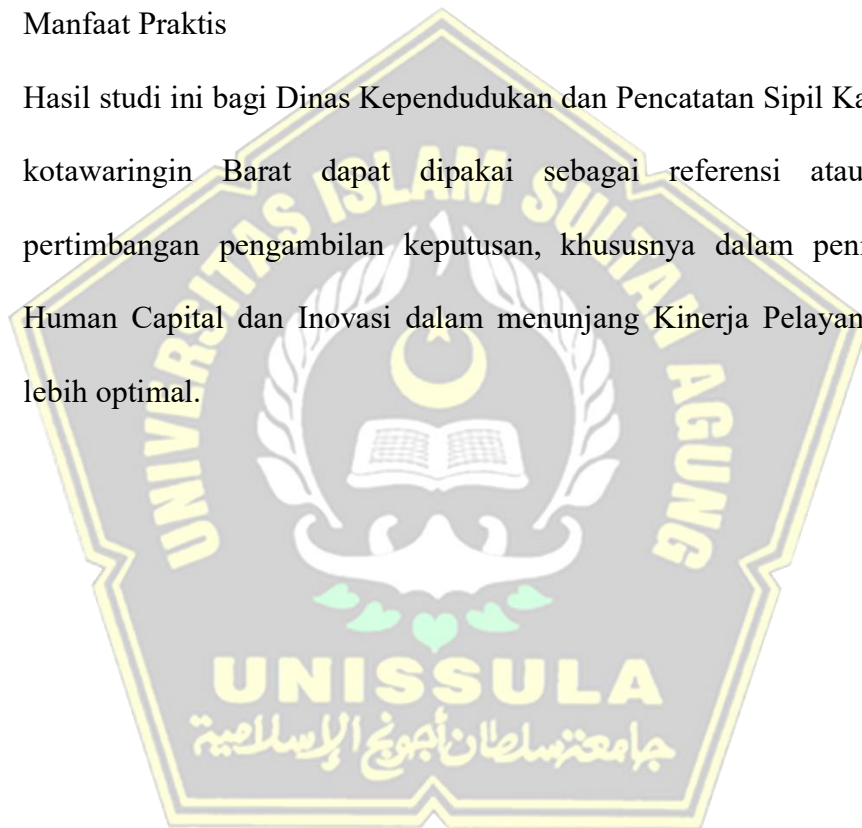 Manfaat Praktis
Hasil studi ini bagi Dinas Kependudukan dan Pencatatan Sipil Ka
kotawaringin Barat dapat dipakai sebagai referensi atau
pertimbangan pengambilan keputusan, khususnya dalam pen
Human Capital dan Inovasi dalam menunjang Kinerja Pelayan
lebih optimal.
UNIVERSITAS ISLAM SULTAN AGUNG
UNISSULA
جامعة سلطان أجونج الإسلامية